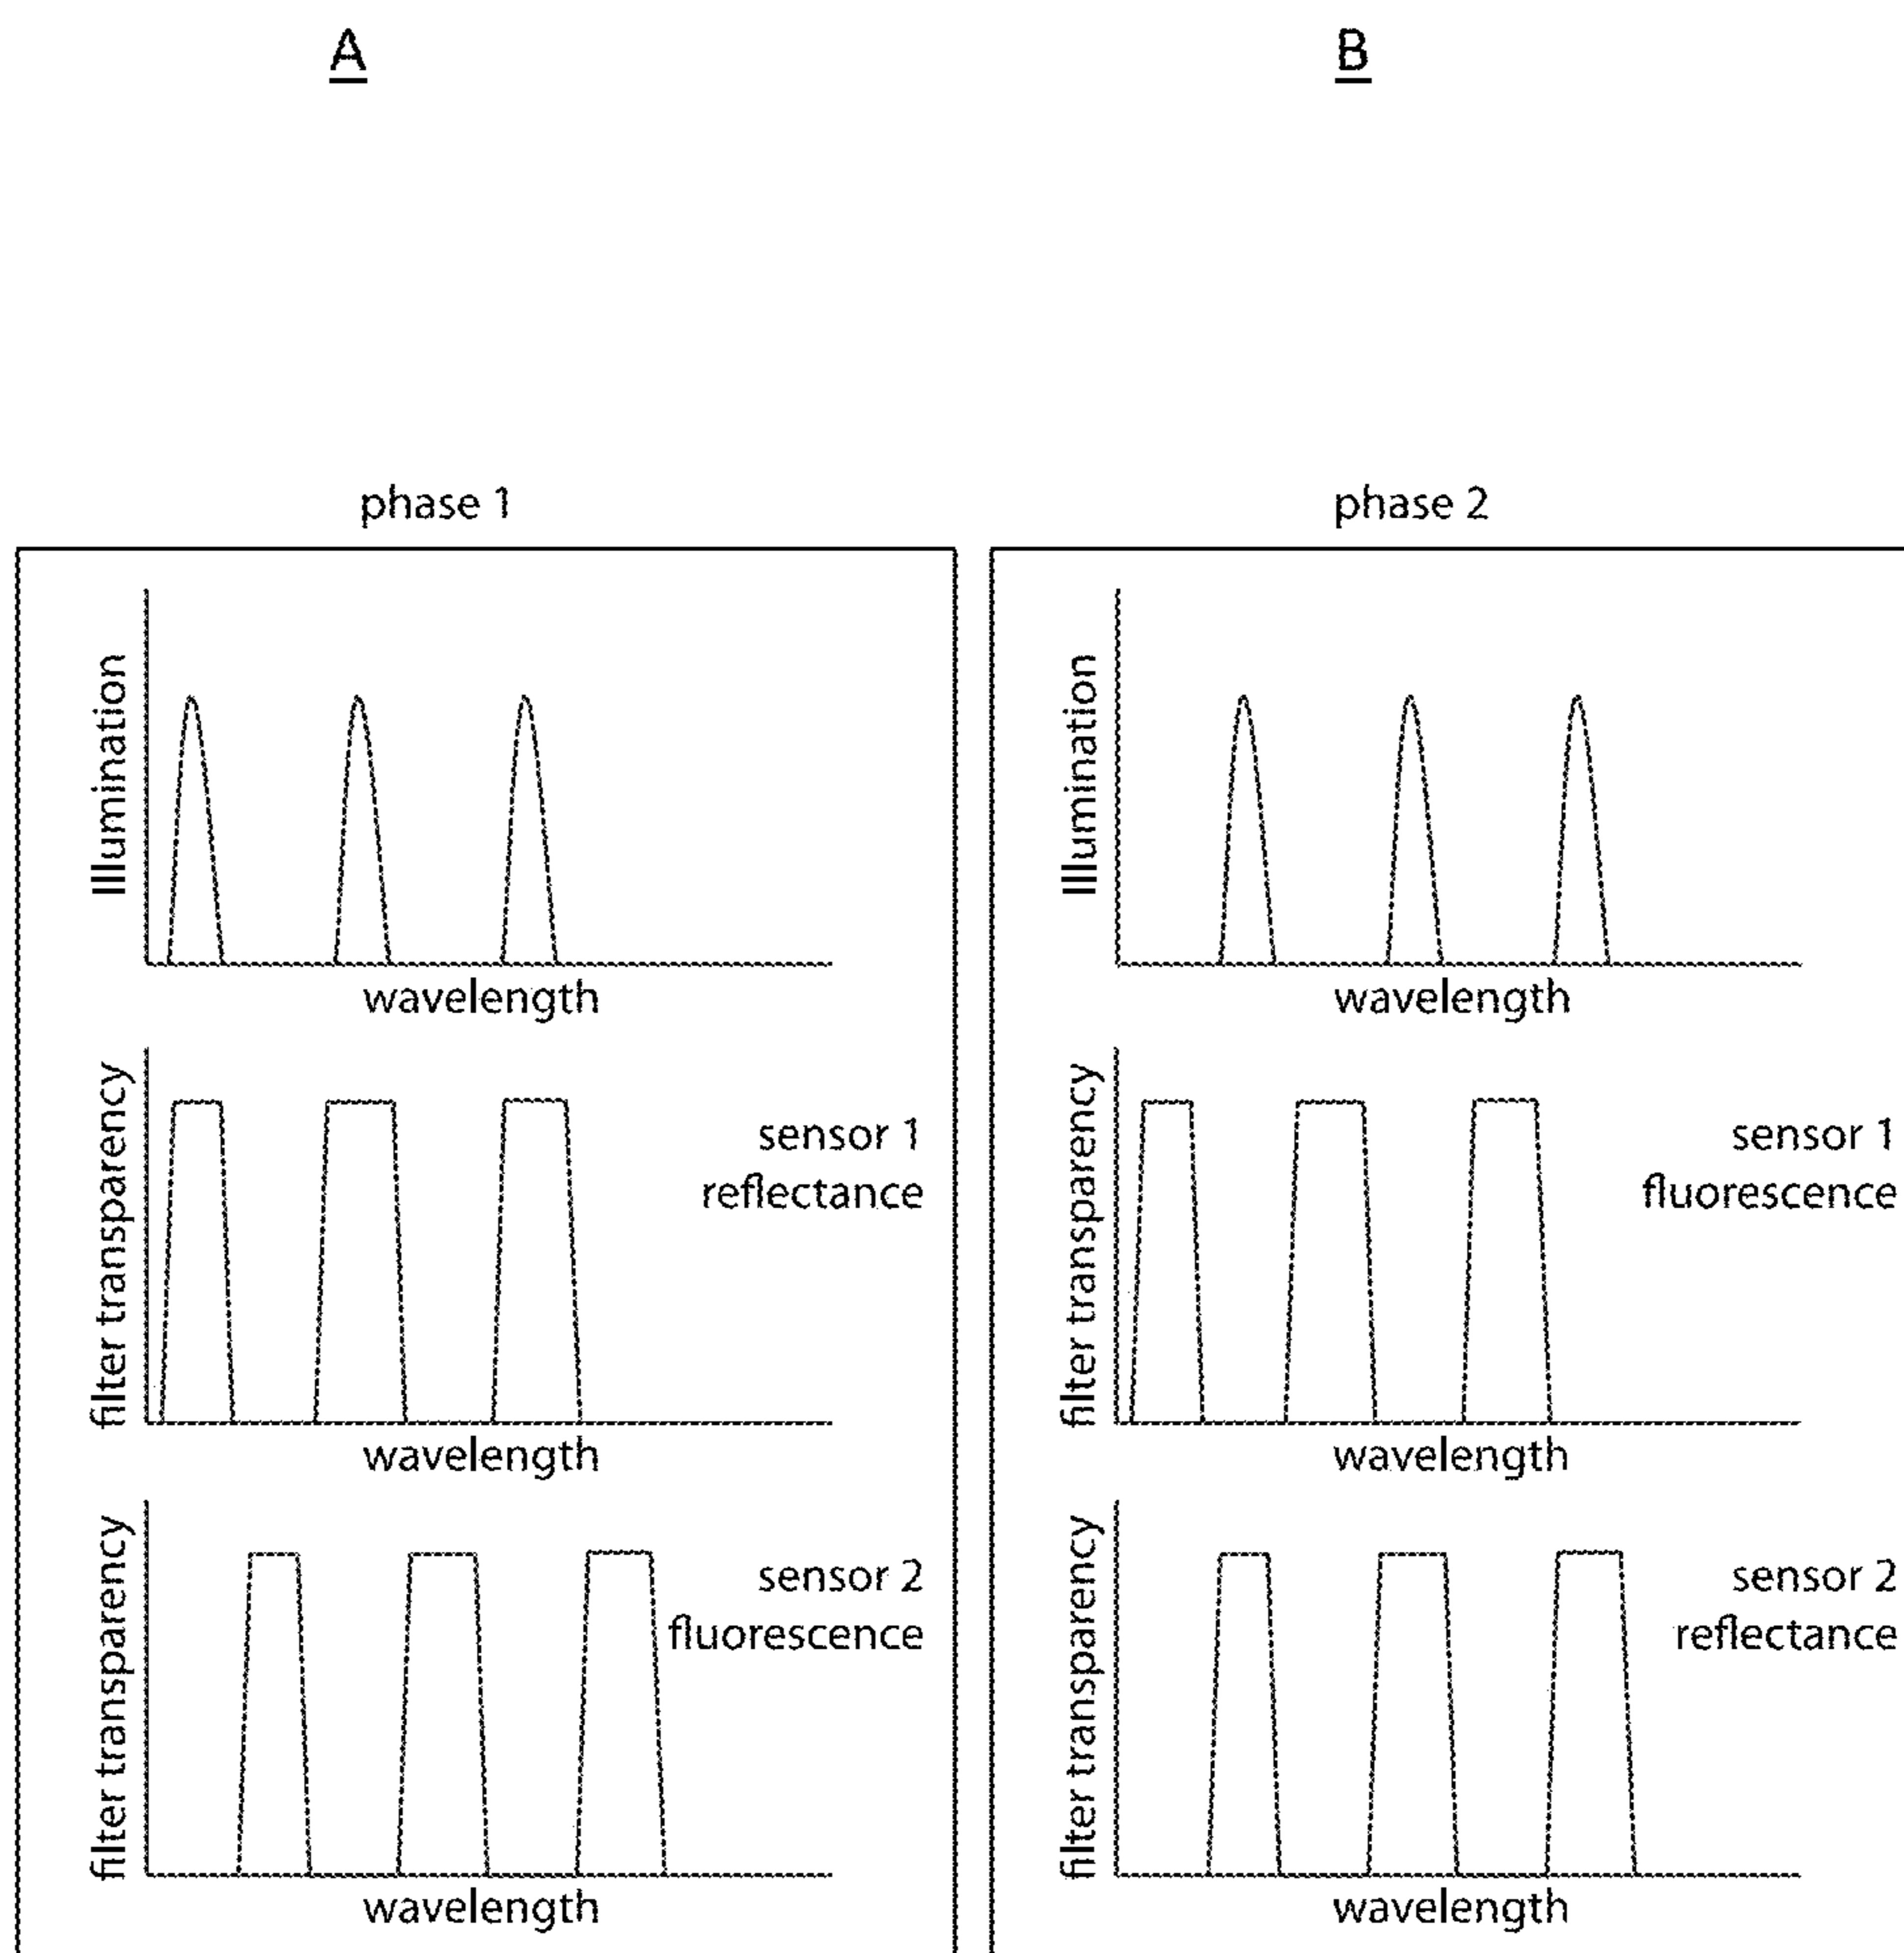 A
B
phase 1
Illumination
wavelength
filter transparency
sensor 1
reflectance
wavelength
filter transparency
sensor 2
fluorescence
wavelength
phase 2
Illumination
wavelength
filter transparency
sensor 1
fluorescence
wavelength
filter transparency
sensor 2
reflectance
wavelength